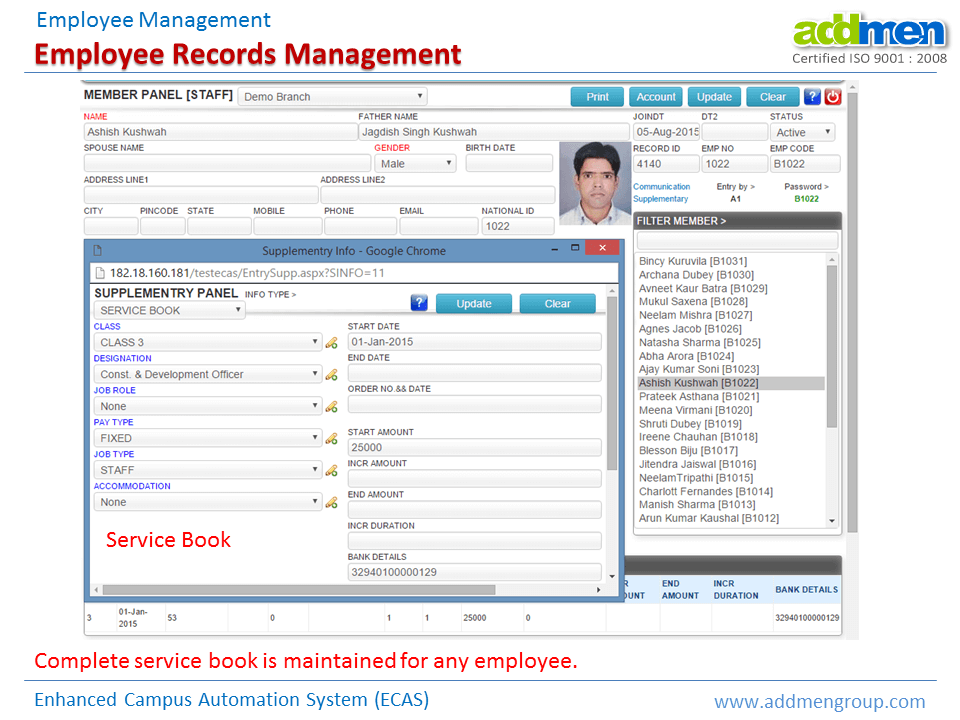 Employee Management
Employee Records Management
addmen
Certified ISO 9001 : 2008
MEMBER PANEL [STAFF] Demo Branch Print Account Update Clear ?
NAME FATHER NAME JOINDT DT2 STATUS
Ashish Kushwah Jagdish Singh Kushwah 05-Aug-2015 Active
SPOUSE NAME GENDER BIRTH DATE RECORD ID EMP NO EMP CODE
Male 4140 1022 B1022
ADDRESS LINE1 ADDRESS LINE2 Communication Entry by > Password >
Supplementary A1 B1022
CITY PINCODE STATE MOBILE PHONE EMAIL NATIONAL ID
1022
FILTER MEMBER >
Bincy Kuruvila [B1031]
Archana Dubey [B1030]
Avneet Kaur Batra [B1029]
Mukul Saxena [B1028]
Neelam Mishra [B1027]
Agnes Jacob [B1026]
Natasha Sharma [B1025]
Abha Arora [B1024]
Ajay Kumar Soni [B1023]
Ashish Kushwah [B1022]
Prateek Asthana [B1021]
Meena Virmani [B1020]
Shruti Dubey [B1019]
Ireene Chauhan [B1018]
Blesson Biju [B1017]
Jitendra Jaiswal [B1016]
NeelamTripathi [B1015]
Charlott Fernandes [B1014]
Manish Sharma [B1013]
Arun Kumar Kaushal [B1012]
Supplementry Info - Google Chrome
182.18.160.181/testecas/EntrySupp.aspx?SINFO=11
SUPPLEMENTRY PANEL INFO TYPE >
SERVICE BOOK ? Update Clear
CLASS START DATE
CLASS 3 01-Jan-2015
DESIGNATION END DATE
Const. & Development Officer
JOB ROLE ORDER NO.&& DATE
None
PAY TYPE START AMOUNT
FIXED 25000
JOB TYPE INCR AMOUNT
STAFF
ACCOMMODATION END AMOUNT
None
INCR DURATION
Service Book
BANK DETAILS
32940100000129
END AMOUNT INCR DURATION BANK DETAILS
3 01-Jan-2015 53 0 1 1 25000 0 32940100000129
Complete service book is maintained for any employee.
Enhanced Campus Automation System (ECAS)
www.addmengroup.com